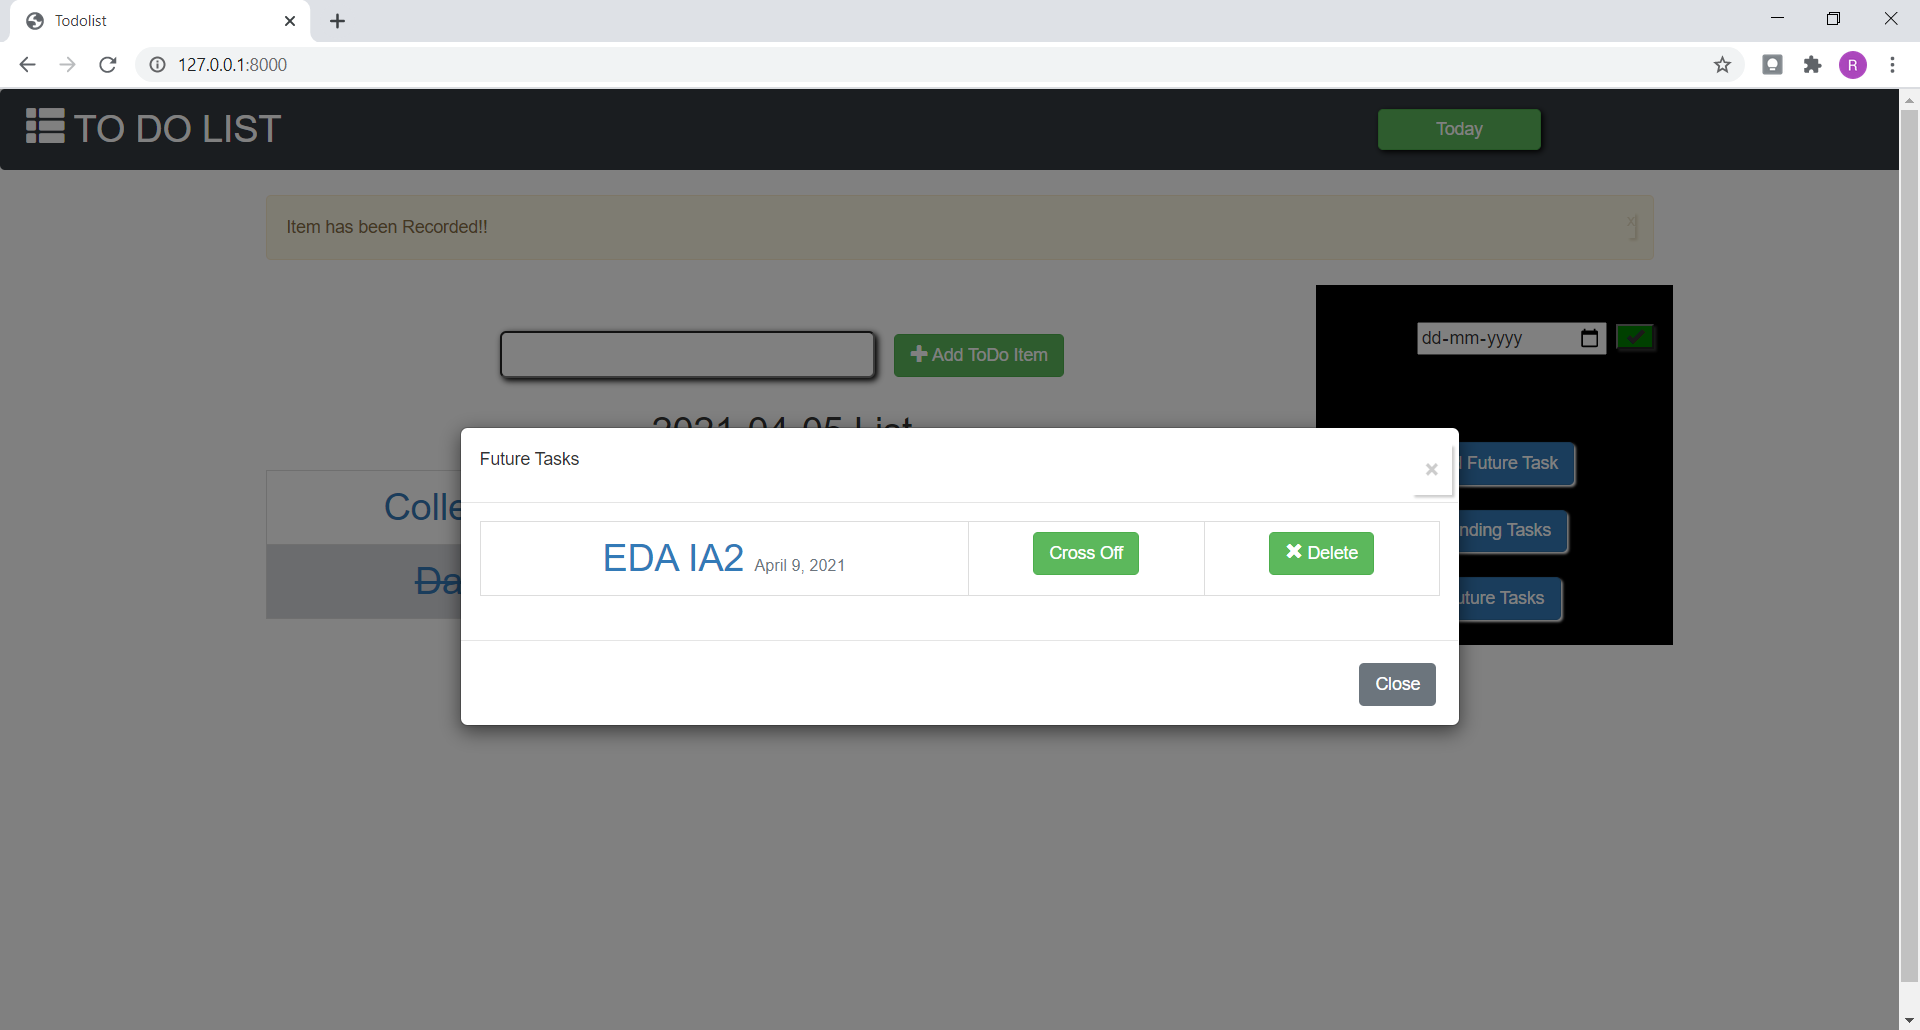 Todolist
127.0.0.1:8000
R
TO DO LIST
Today
Item has been Recorded!!
x
dd-mm-yyyy
Add ToDo Item
2021-04-05 List
Future Tasks
×
Future Task
Colle
EDA IA2 April 9, 2021
Cross Off
Delete
nding Tasks
Da
uture Tasks
Close